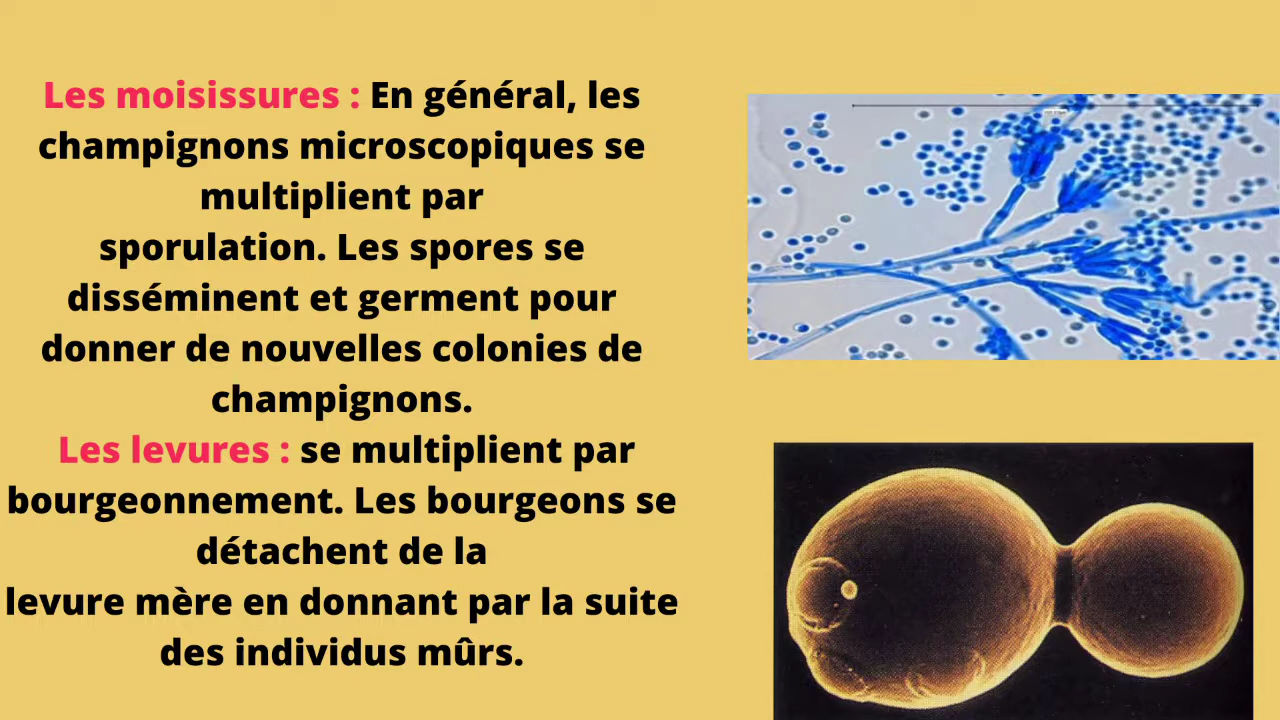 Les moisissures : En général, les
champignons microscopiques se
multiplient par
sporulation. Les spores se
disséminent et germent pour
donner de nouvelles colonies de
champignons.
Les levures : se multiplient par
bourgeonnement. Les bourgeons se
détachent de la
levure mère en donnant par la suite
des individus mûrs.